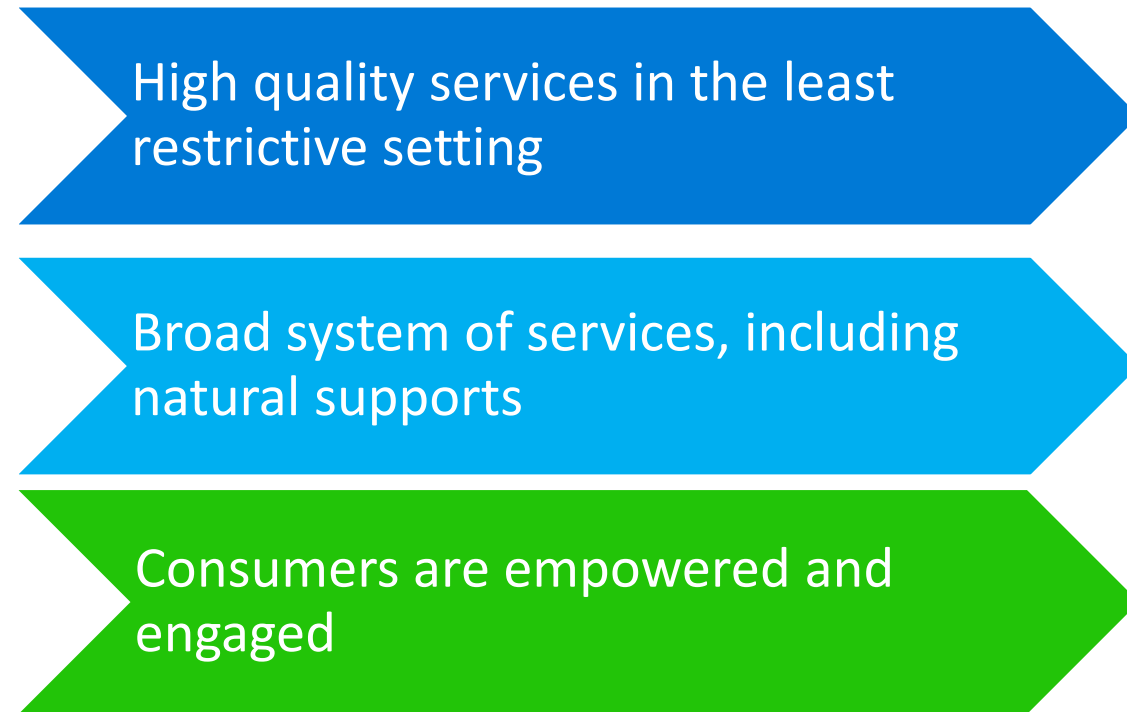 High quality services in the least
restrictive setting
Broad system of services, including
natural supports
Consumers are empowered and
engaged